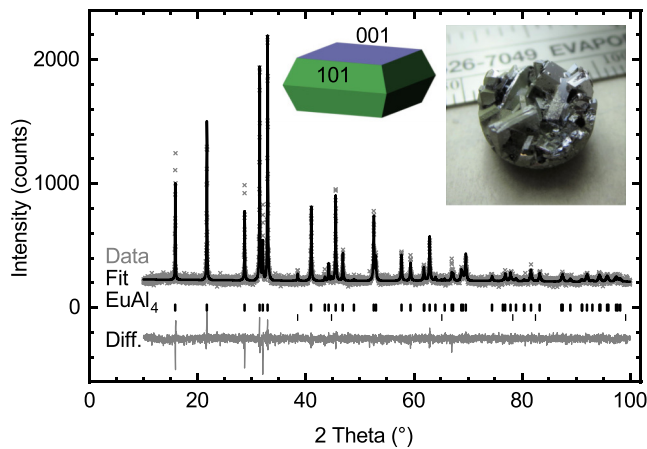 Intensity (counts)
2000
1000
0
001
101
26-7049 EVAPO
Data
Fit
EuAl4
Diff.
0 20 40 60 80 100
2 Theta (°)